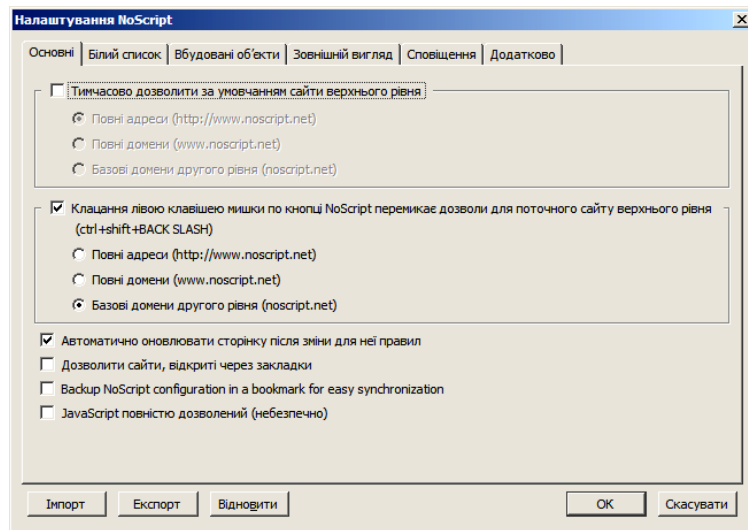 Налаштування NoScript
Основні Білий список Вбудовані об'єкти Зовнішній вигляд Сповіщення Додатково
Тимчасово дозволити за умовчанням сайти верхнього рівня
Повні адреси (http://www.noscript.net)
Повні домени (www.noscript.net)
Базові домени другого рівня (noscript.net)
Клацання лівою клавішею мишки по кнопці NoScript перемикає дозволи для поточного сайту верхнього рівня
(ctrl+shift+BACK SLASH)
Повні адреси (http://www.noscript.net)
Повні домени (www.noscript.net)
Базові домени другого рівня (noscript.net)
Автоматично оновлювати сторінку після зміни для неї правил
Дозволити сайти, відкриті через закладки
Backup NoScript configuration in a bookmark for easy synchronization
JavaScript повністю дозволений (небезпечно)
Імпорт Експорт Відновити OK Скасувати